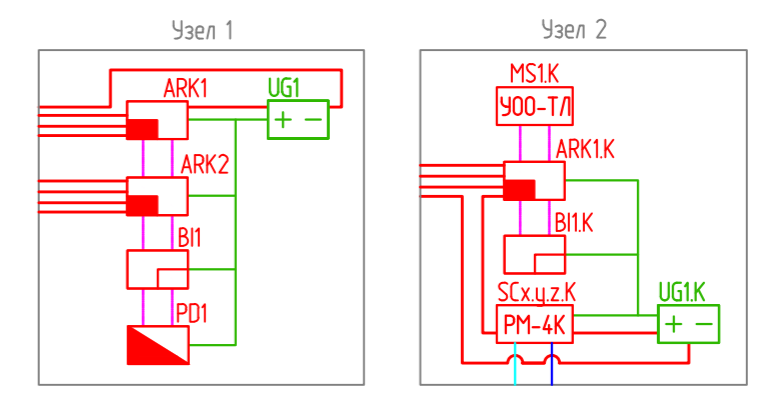 Узел 1
ARK1
UG1
+ −
ARK2
BI1
PD1
Узел 2
MS1.K
УОО-ТЛ
ARK1.K
BI1.K
SCx.y.z.K
РМ-4К
UG1.K
+ −